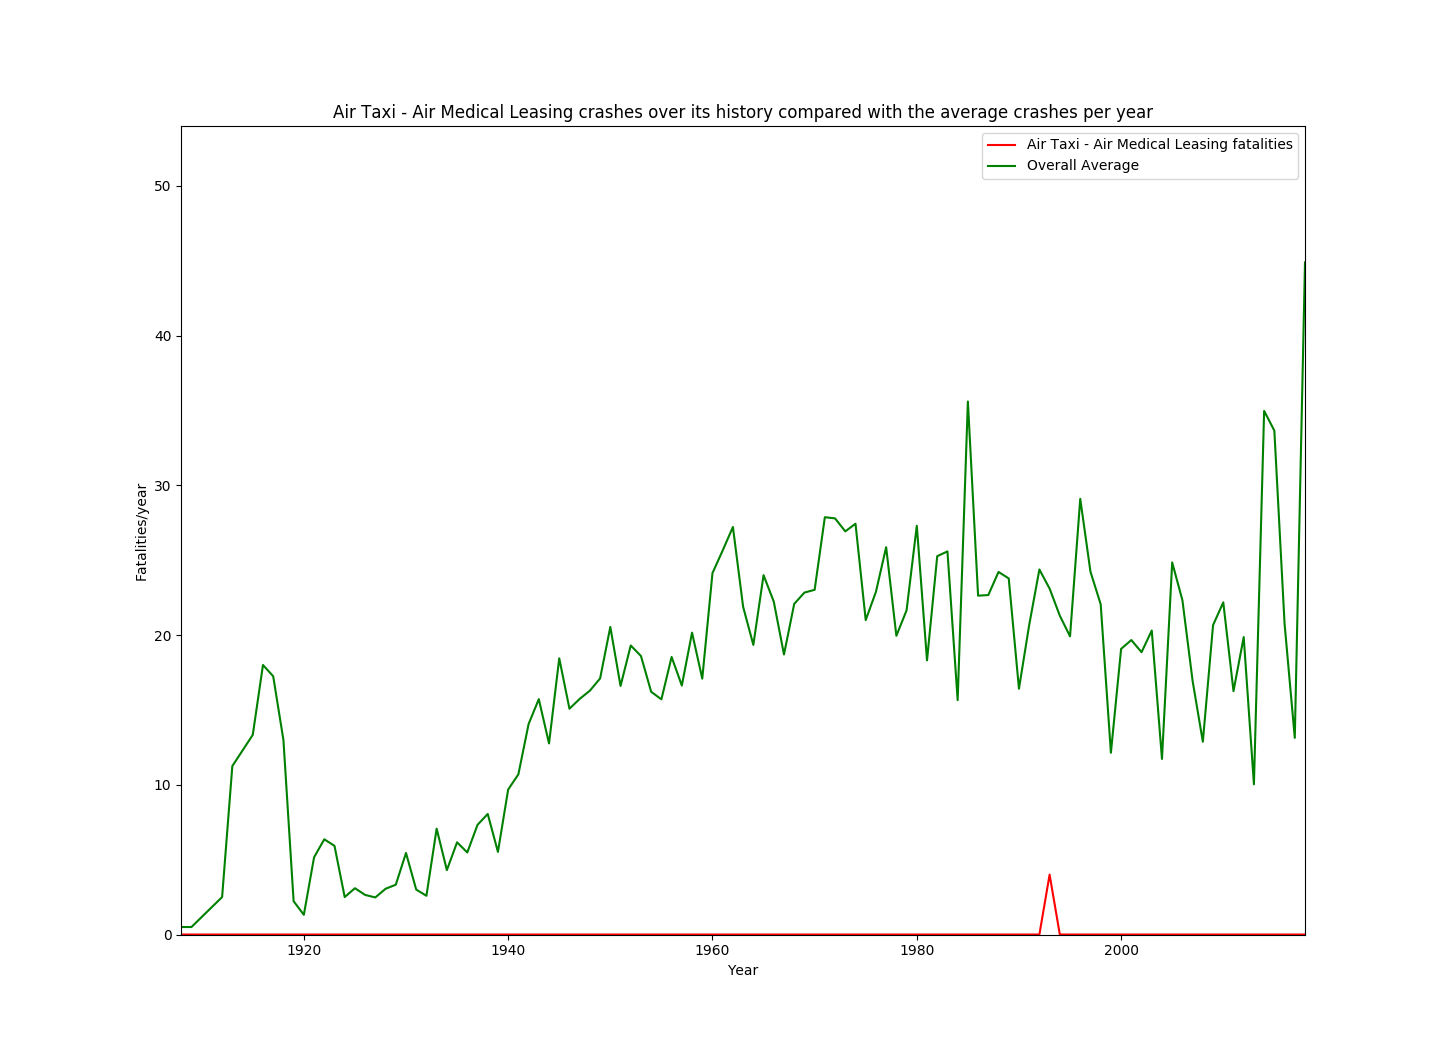 Air Taxi - Air Medical Leasing crashes over its history compared with the average crashes per year
Air Taxi - Air Medical Leasing fatalities
Overall Average
50
40
30
20
10
0
Fatalities/year
1920
1940
1960
1980
2000
Year